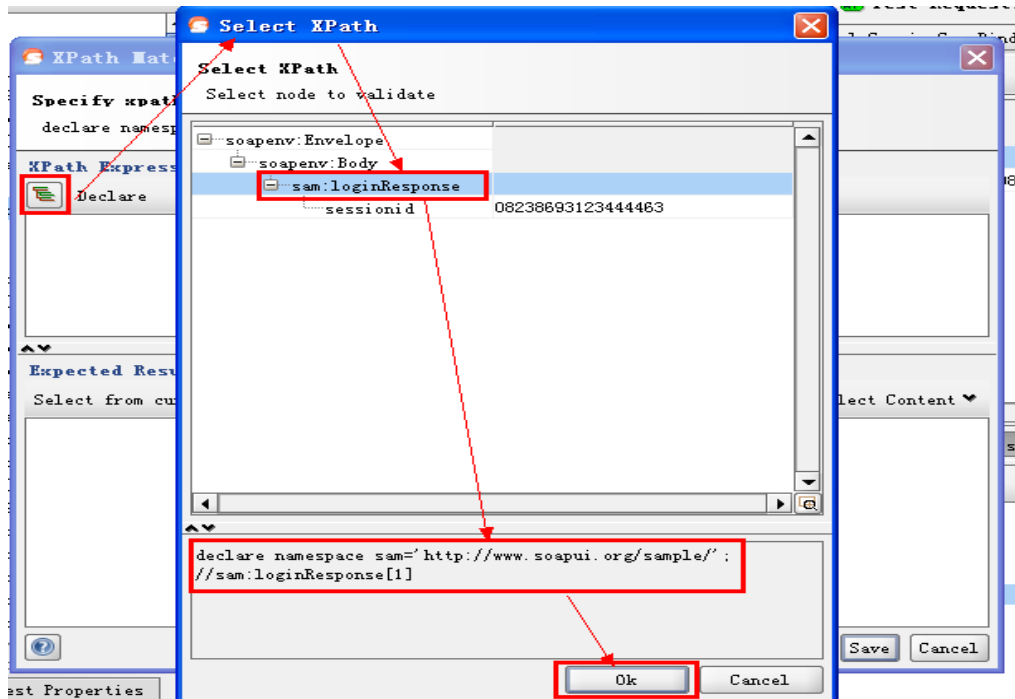 Select XPath
XPath Mat
Select XPath
Select node to validate
Specify xpath
declare namesp
XPath Express
Declare
soapenv:Envelope
soapenv:Body
sam:loginResponse
sessionid 08238693123444463
Expected Resu
Select from cu
lect Content
declare namespace sam='http://www.soapui.org/sample/';
//sam:loginResponse[1]
Ok Cancel
Save Cancel
est Properties